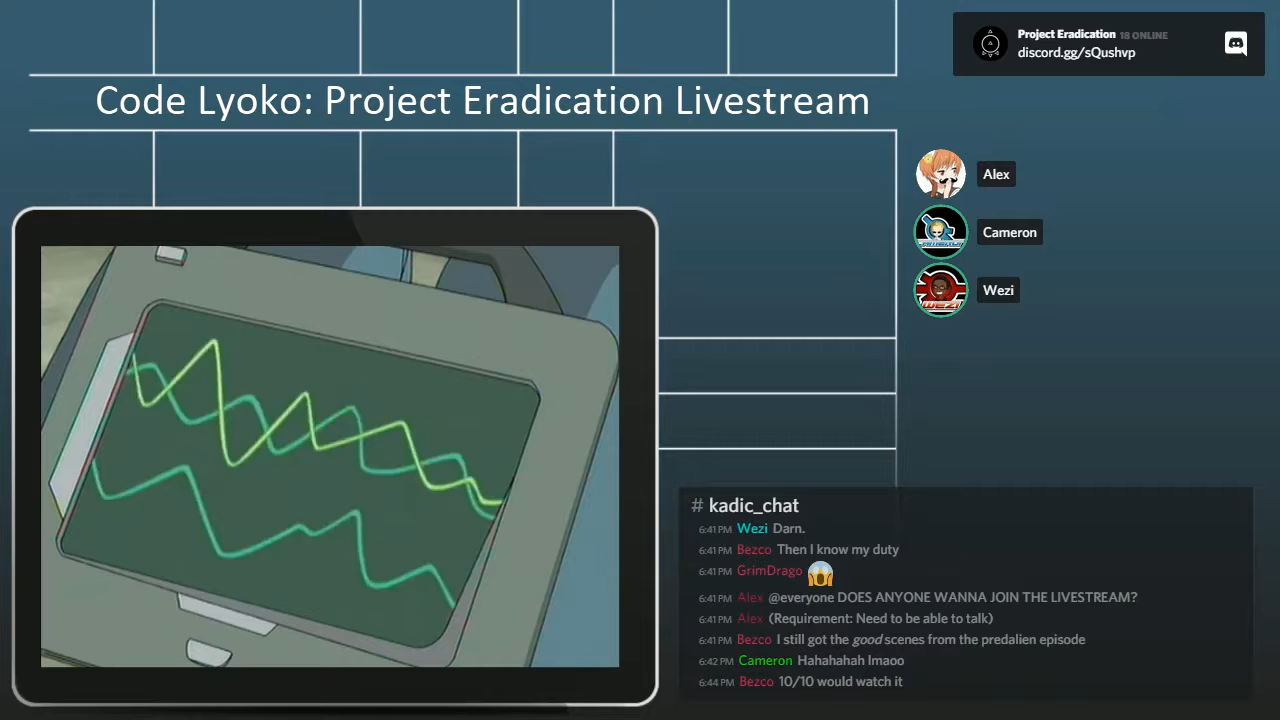 Project Eradication 18 ONLINE
discord.gg/sQushvp
Code Lyoko: Project Eradication Livestream
Alex
Cameron
Wezi
WEZI
# kadic_chat
6:41 PM Wezi Darn.
6:41 PM Bezco Then I know my duty
6:41 PM GrimDrago 😱
6:41 PM Alex @everyone DOES ANYONE WANNA JOIN THE LIVESTREAM?
6:41 PM Alex (Requirement: Need to be able to talk)
6:41 PM Bezco I still got the good scenes from the predalien episode
6:42 PM Cameron Hahahahah lmaoo
6:44 PM Bezco 10/10 would watch it